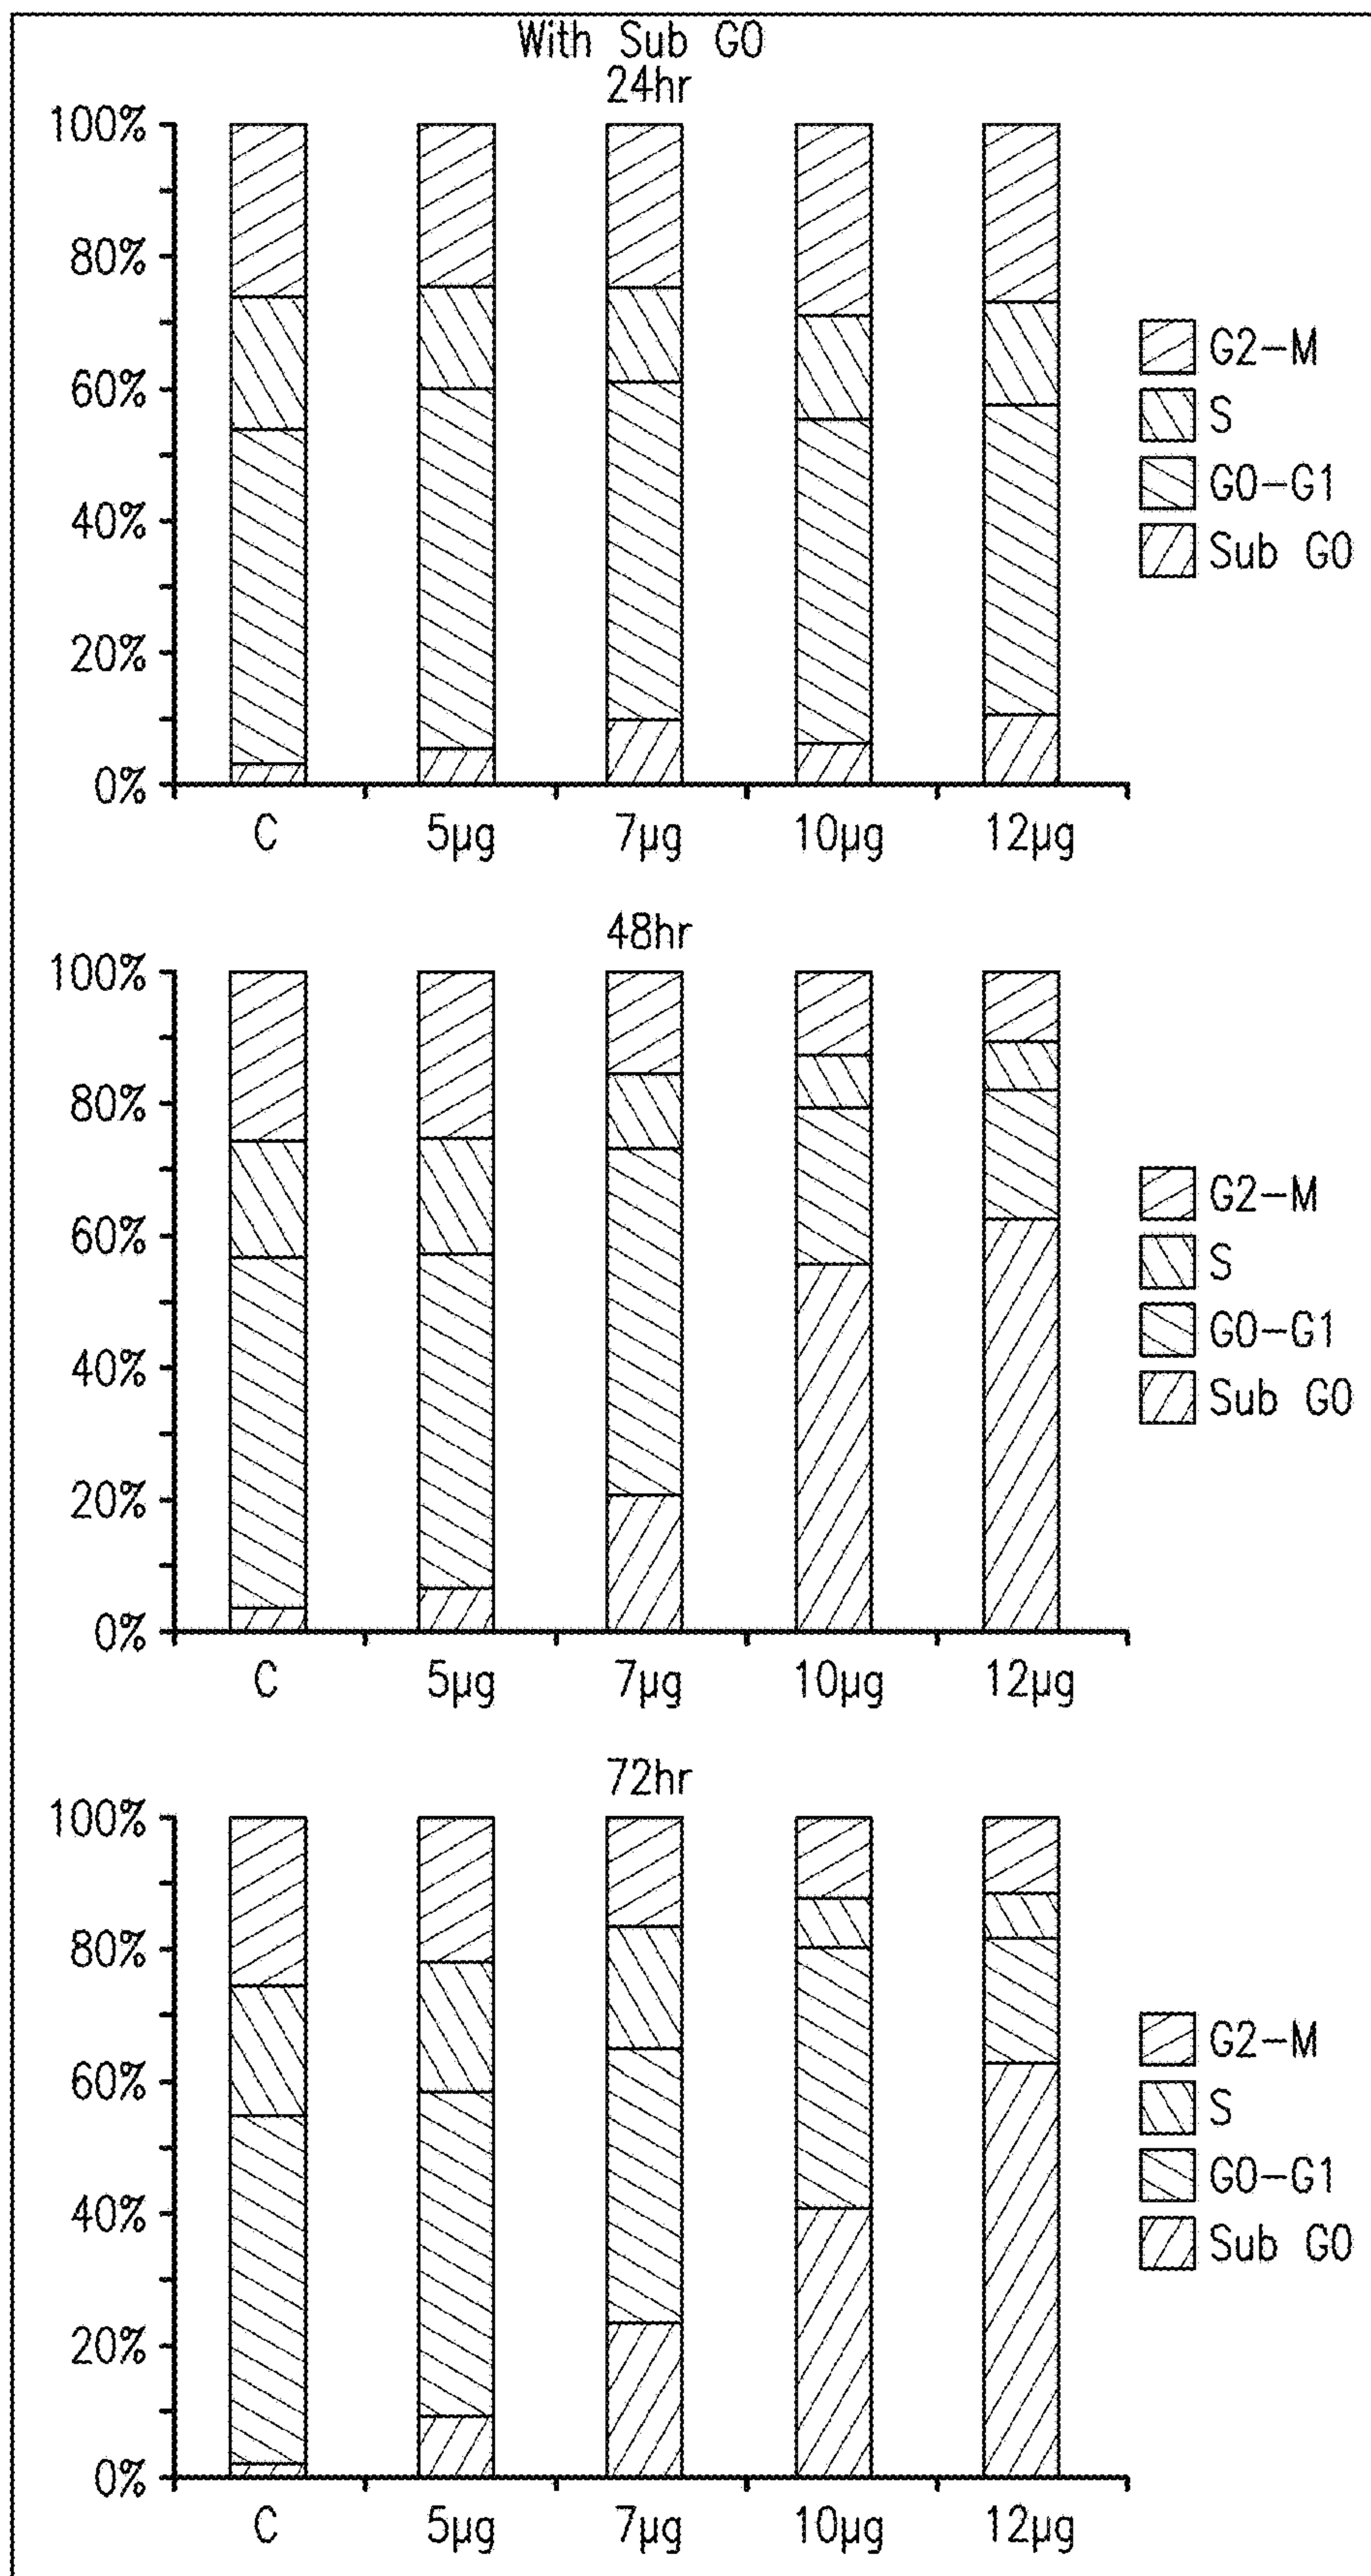 With Sub G0
24hr
100%
80%
60%
40%
20%
0%
C 5µg 7µg 10µg 12µg
G2-M
S
G0-G1
Sub G0
48hr
100%
80%
60%
40%
20%
0%
C 5µg 7µg 10µg 12µg
G2-M
S
G0-G1
Sub G0
72hr
100%
80%
60%
40%
20%
0%
C 5µg 7µg 10µg 12µg
G2-M
S
G0-G1
Sub G0